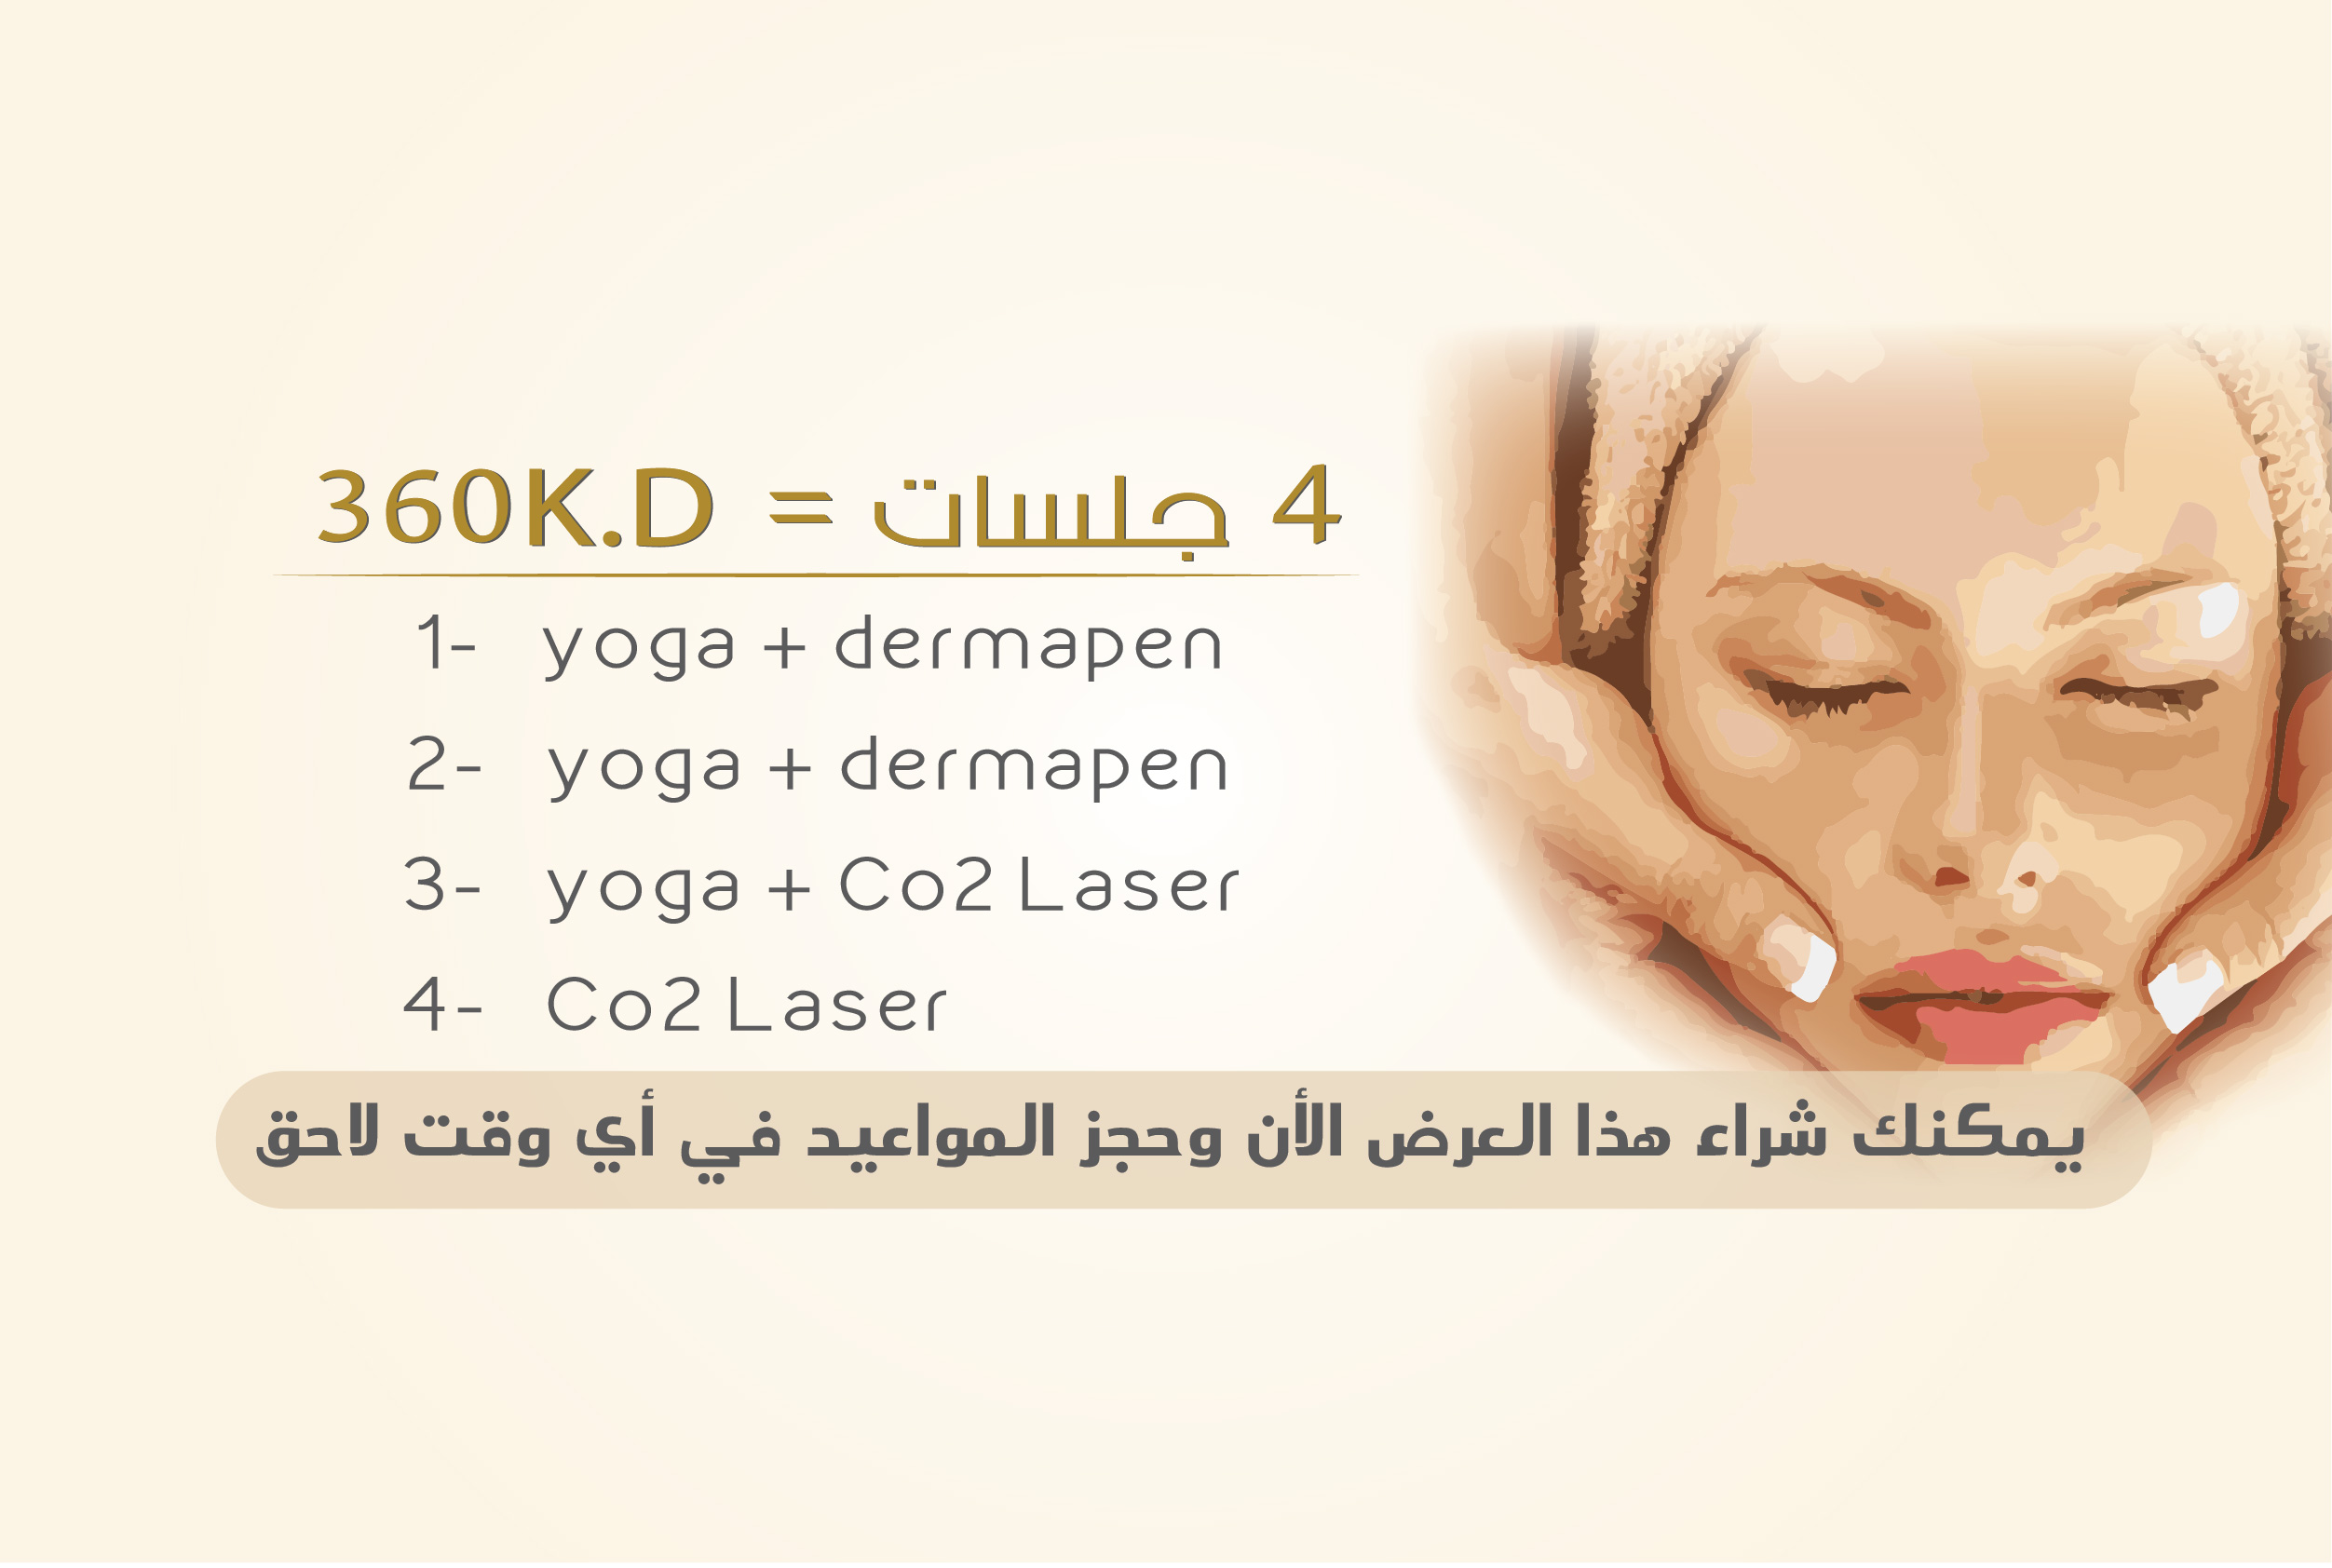 4 جلسات = 360K.D
1- yoga + dermapen
2- yoga + dermapen
3- yoga + Co2 Laser
4- Co2 Laser
يمكنك شراء هذا العرض الأن وحجز المواعيد في أي وقت لاحق